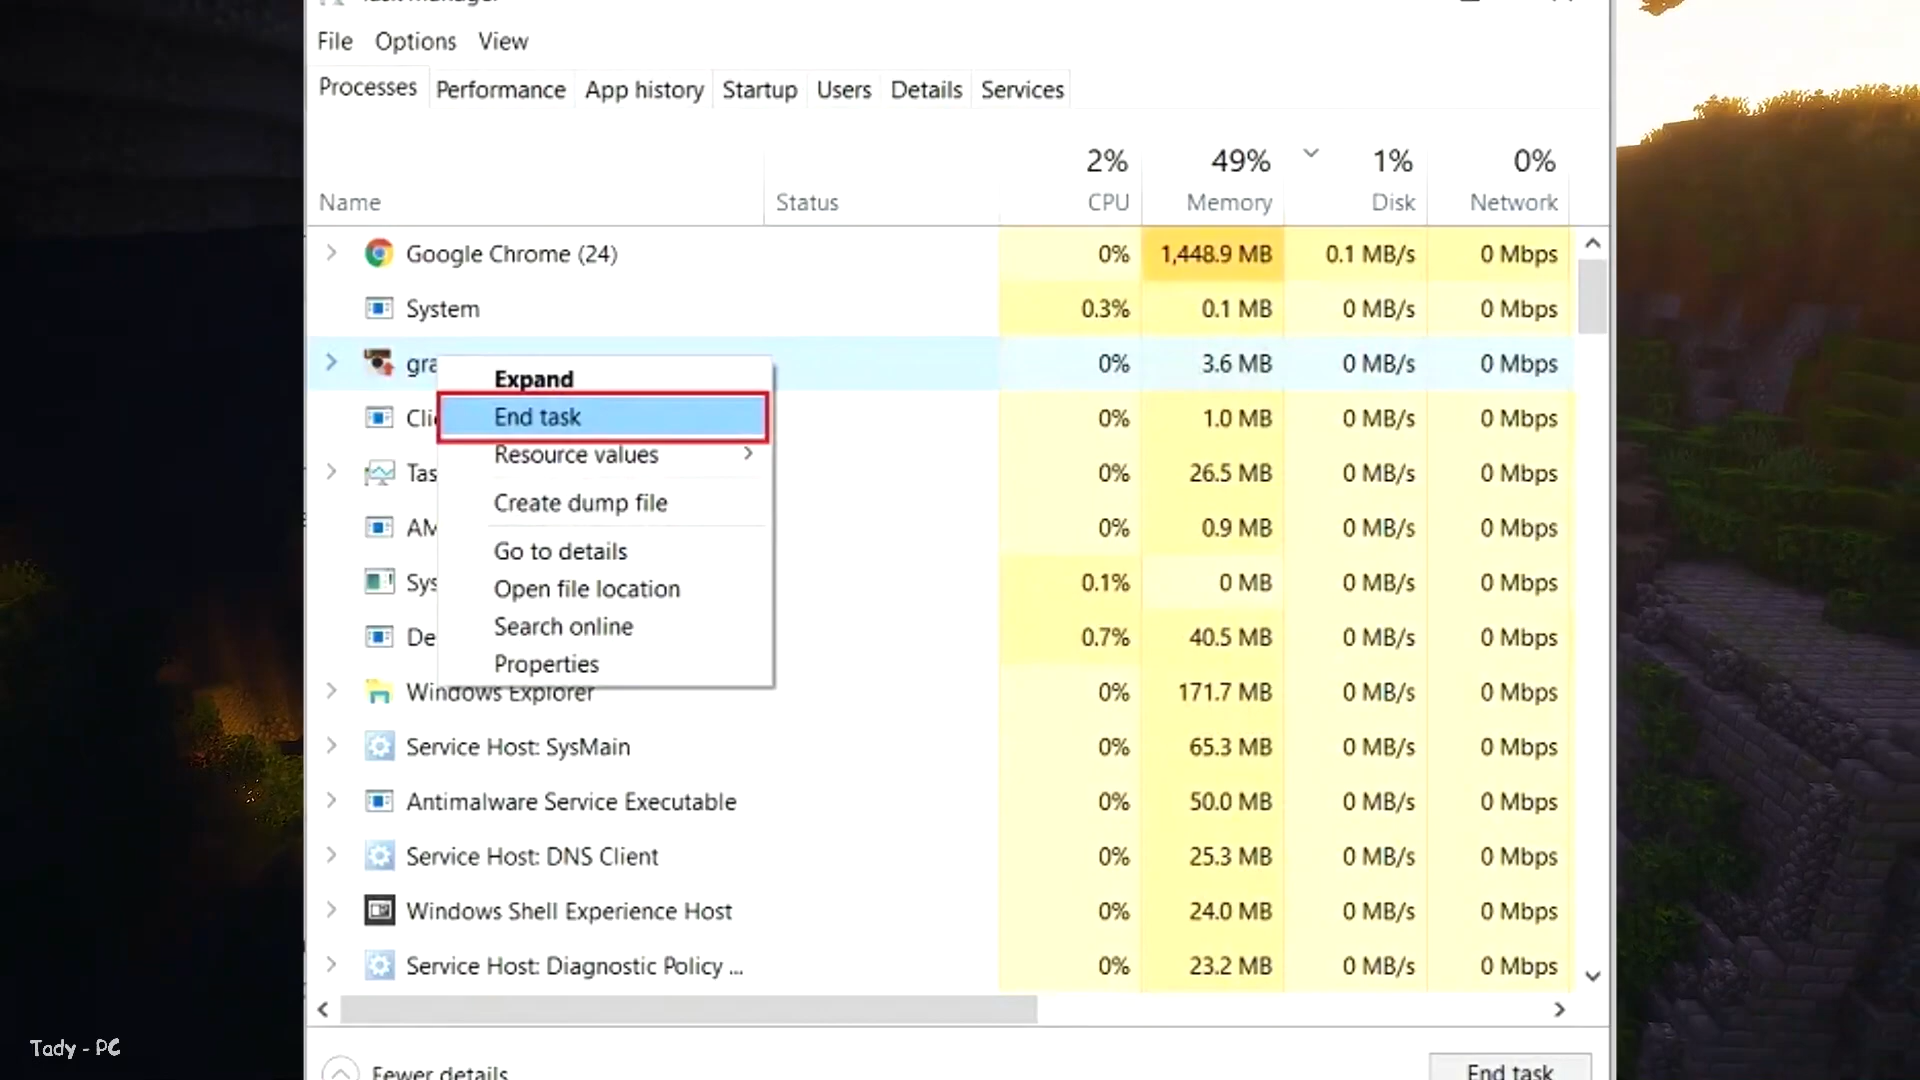 File Options View
Processes Performance App history Startup Users Details Services
2% 49% 1% 0%
Name Status CPU Memory Disk Network
Google Chrome (24) 0% 1,448.9 MB 0.1 MB/s 0 Mbps
System 0.3% 0.1 MB 0 MB/s 0 Mbps
gra 0% 3.6 MB 0 MB/s 0 Mbps
Expand
End task
Resource values
Create dump file
Go to details
Open file location
Search online
Properties
Cli 0% 1.0 MB 0 MB/s 0 Mbps
Tas 0% 26.5 MB 0 MB/s 0 Mbps
AM 0% 0.9 MB 0 MB/s 0 Mbps
Sys 0.1% 0 MB 0 MB/s 0 Mbps
De 0.7% 40.5 MB 0 MB/s 0 Mbps
Windows Explorer 0% 171.7 MB 0 MB/s 0 Mbps
Service Host: SysMain 0% 65.3 MB 0 MB/s 0 Mbps
Antimalware Service Executable 0% 50.0 MB 0 MB/s 0 Mbps
Service Host: DNS Client 0% 25.3 MB 0 MB/s 0 Mbps
Windows Shell Experience Host 0% 24.0 MB 0 MB/s 0 Mbps
Service Host: Diagnostic Policy ... 0% 23.2 MB 0 MB/s 0 Mbps
Fewer details End task
Tady - PC